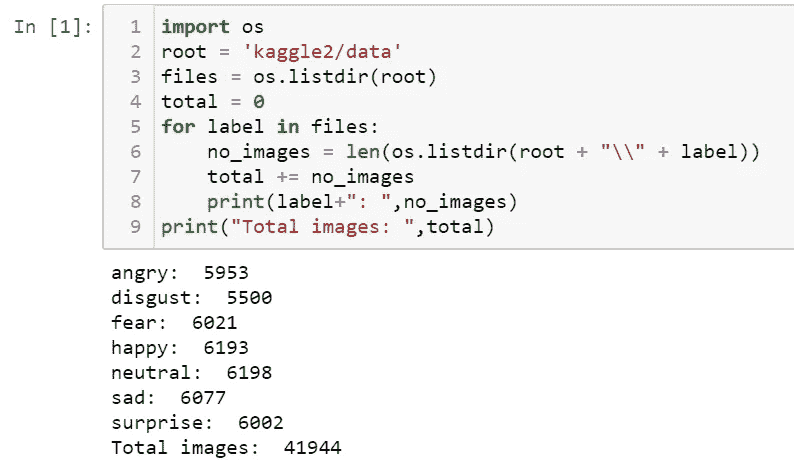 In [1]:
1 import os
2 root = 'kaggle2/data'
3 files = os.listdir(root)
4 total = 0
5 for label in files:
6     no_images = len(os.listdir(root + "\\" + label))
7     total += no_images
8     print(label+": ",no_images)
9 print("Total images: ",total)
angry:  5953
disgust:  5500
fear:  6021
happy:  6193
neutral:  6198
sad:  6077
surprise:  6002
Total images:  41944